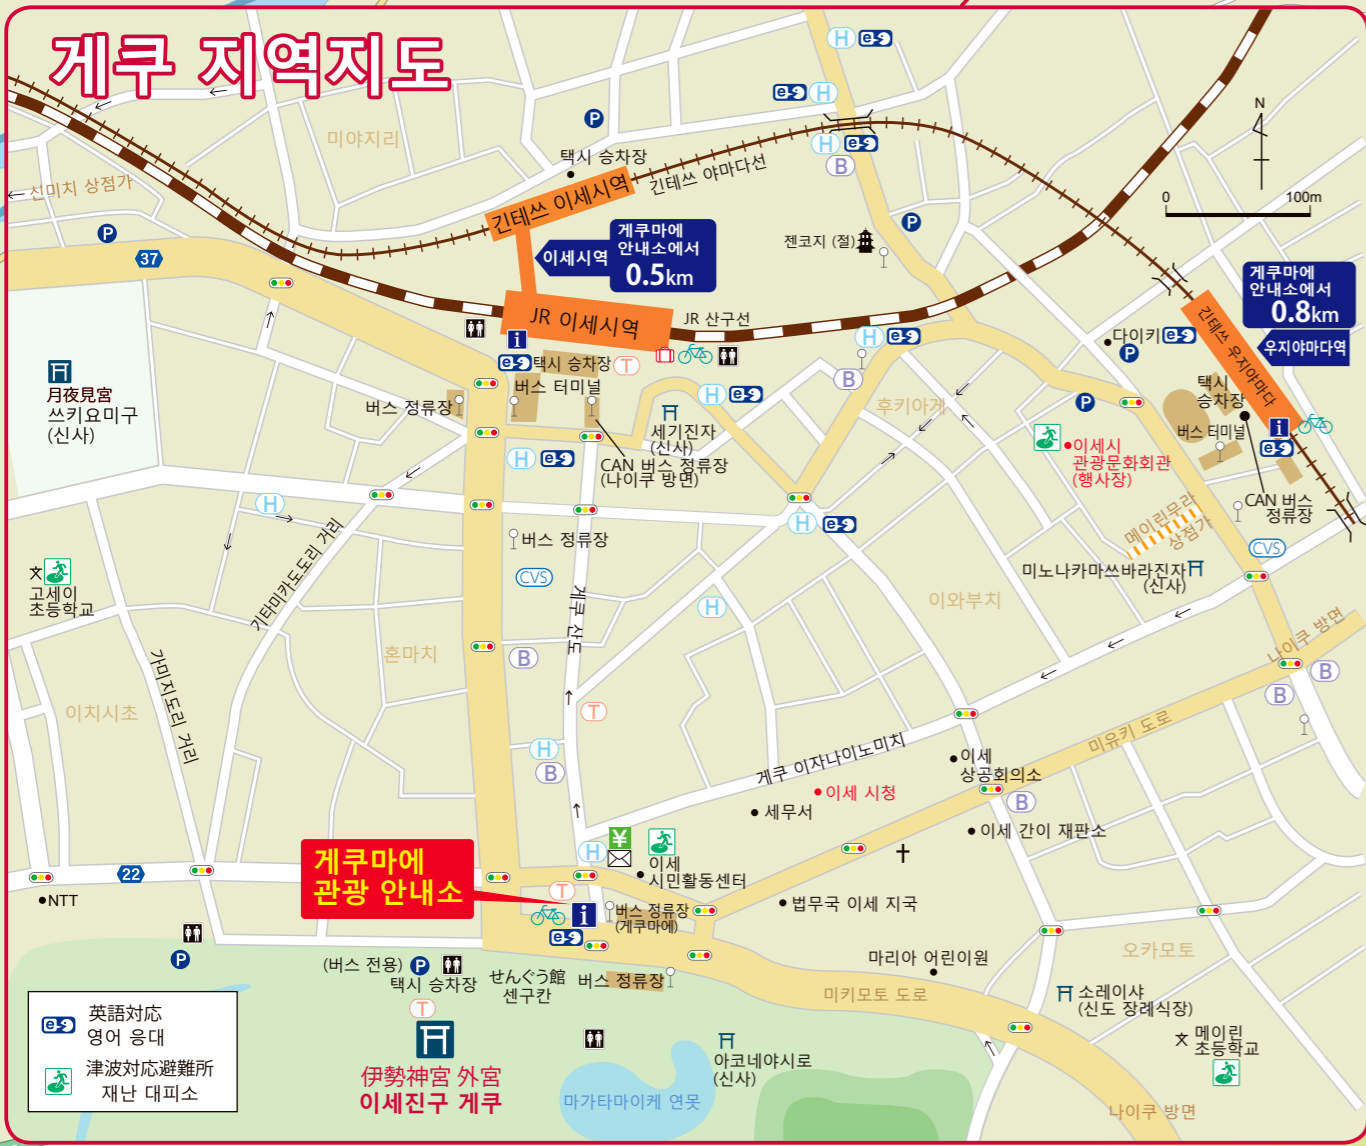 게쿠 지역지도
H
H
P
미야지리
택시 승차장
H
B
긴테쓰 이세시역
긴테쓰 야마다선
N
0
100m
신미치 상점가
P
37
이세시역
게쿠마에
안내소에서
0.5km
젠코지 (절)
P
게쿠마에
안내소에서
0.8km
우지야마다역
긴테쓰 우지야마다
JR 이세시역
JR 산구선
i
택시 승차장
T
버스 터미널
버스 정류장
H
H
B
후키아게
다이키
P
P
택시
승차장
버스 터미널
i
月夜見宮
쓰키요미구
(신사)
세기진자
(신사)
CAN 버스 정류장
(나이쿠 방면)
H
이세시
관광문화회관
(행사장)
CAN 버스
정류장
메이린모라
상점가
CVS
H
H
버스 정류장
CVS
미노나카마쓰바라진자
(신사)
文
고세이
초등학교
기타미카도도리 거리
게쿠 산도
H
이와부치
나이쿠 방면
혼마치
B
B
B
가미지도리 거리
이치시초
T
H
B
게쿠 이자나이노미치
미유키 도로
이세
상공회의소
B
이세 시청
세무서
이세 간이 재판소
22
NTT
게쿠마에
관광 안내소
H
¥
이세
시민활동센터
T
i
버스 정류장
(게쿠마에)
법무국 이세 지국
오카모토
P
(버스 전용)
P
택시 승차장
T
せんぐう館
센구칸
버스 정류장
마리아 어린이원
미키모토 도로
소레이샤
(신도 장례식장)
文
메이린
초등학교
英語対応
영어 응대
津波対応避難所
재난 대피소
伊勢神宮 外宮
이세진구 게쿠
마가타마이케 연못
아코네야시로
(신사)
나이쿠 방면